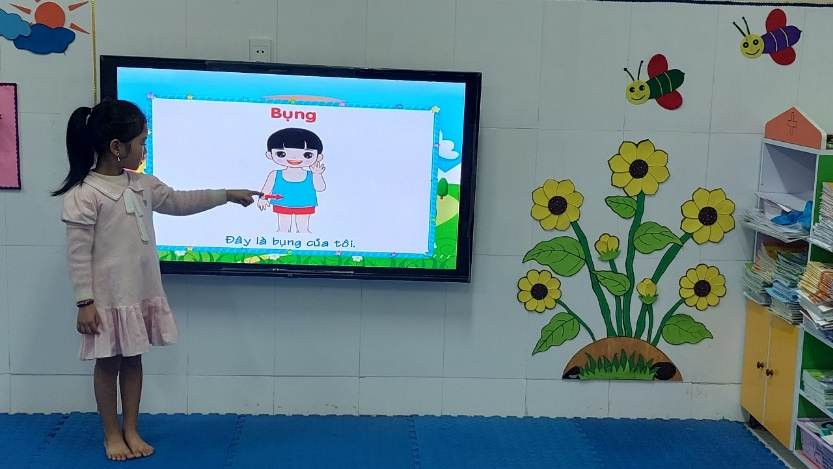 Bụng
Đây là bụng của tôi.